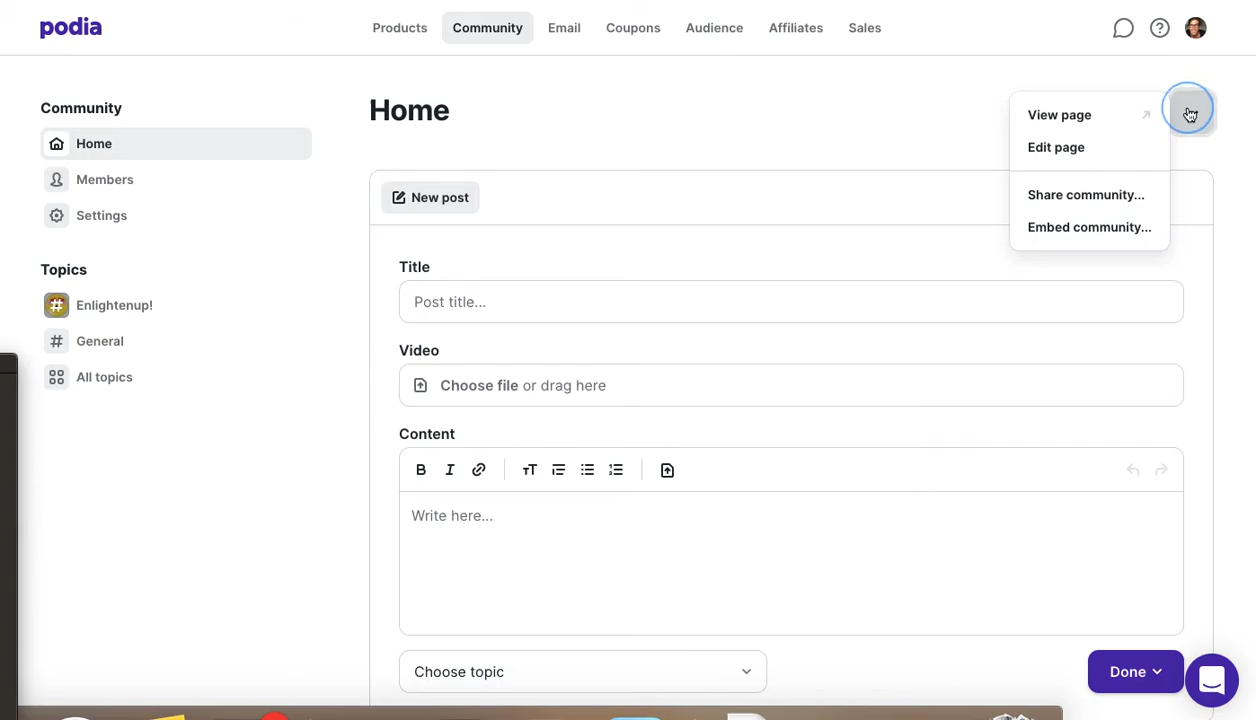 podia
Products Community Email Coupons Audience Affiliates Sales
Community
Home
Members
Settings
Topics
Enlightenup!
General
All topics
Home
View page
Edit page
Share community...
Embed community...
New post
Title
Post title...
Video
Choose file or drag here
Content
Write here...
Choose topic
Done